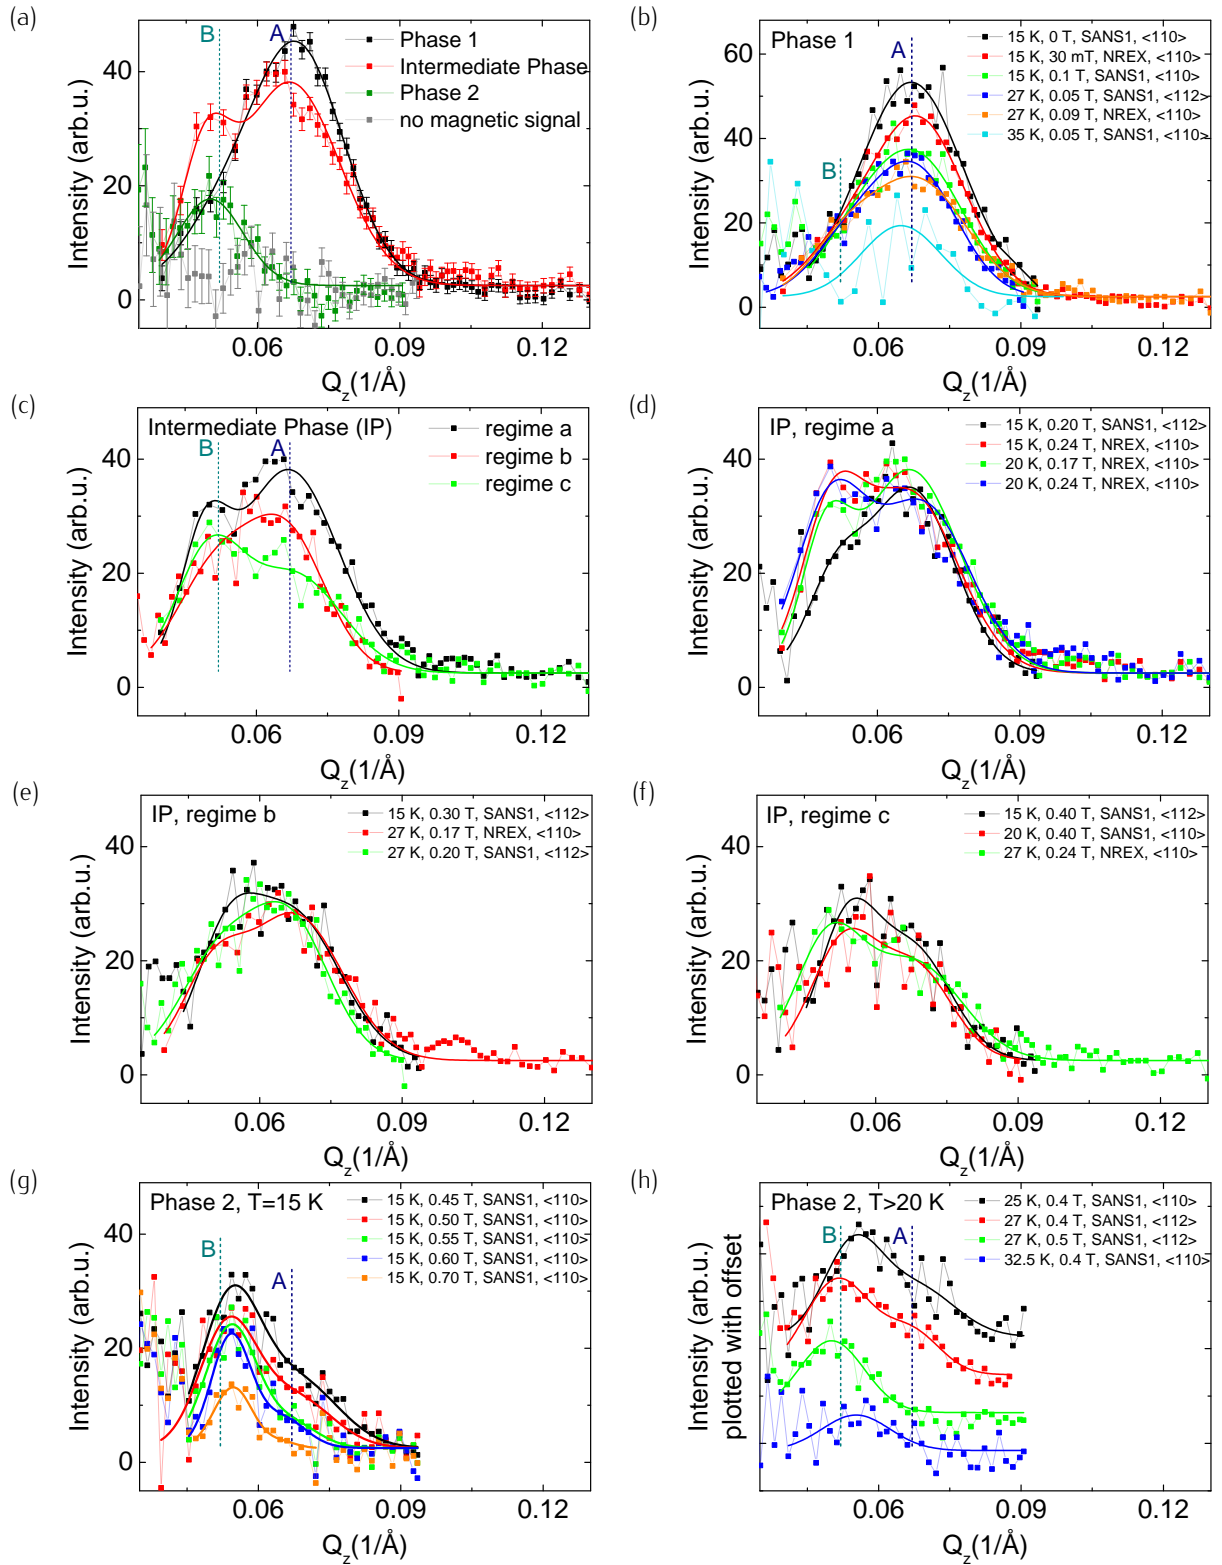 (a)
B
A
Phase 1
Intermediate Phase
Phase 2
no magnetic signal
40
20
0
0.06
0.09
0.12
Intensity (arb.u.)
Q_z(1/Å)
(b)
Phase 1
A
B
15 K, 0 T, SANS1, <110>
15 K, 30 mT, NREX, <110>
15 K, 0.1 T, SANS1, <110>
27 K, 0.05 T, SANS1, <112>
27 K, 0.09 T, NREX, <110>
35 K, 0.05 T, SANS1, <110>
60
40
20
0
0.06
0.09
0.12
Intensity (arb.u.)
Q_z(1/Å)
(c)
Intermediate Phase (IP)
B
A
regime a
regime b
regime c
40
20
0
0.06
0.09
0.12
Intensity (arb.u.)
Q_z(1/Å)
(d)
IP, regime a
15 K, 0.20 T, SANS1, <112>
15 K, 0.24 T, NREX, <110>
20 K, 0.17 T, NREX, <110>
20 K, 0.24 T, NREX, <110>
40
20
0
0.06
0.09
0.12
Intensity (arb.u.)
Q_z(1/Å)
(e)
IP, regime b
15 K, 0.30 T, SANS1, <112>
27 K, 0.17 T, NREX, <110>
27 K, 0.20 T, SANS1, <112>
40
20
0
0.06
0.09
0.12
Intensity (arb.u.)
Q_z(1/Å)
(f)
IP, regime c
15 K, 0.40 T, SANS1, <112>
20 K, 0.40 T, SANS1, <110>
27 K, 0.24 T, NREX, <110>
40
20
0
0.06
0.09
0.12
Intensity (arb.u.)
Q_z(1/Å)
(g)
Phase 2, T=15 K
B
A
15 K, 0.45 T, SANS1, <110>
15 K, 0.50 T, SANS1, <110>
15 K, 0.55 T, SANS1, <110>
15 K, 0.60 T, SANS1, <110>
15 K, 0.70 T, SANS1, <110>
40
20
0
0.06
0.09
0.12
Intensity (arb.u.)
Q_z(1/Å)
(h)
Phase 2, T>20 K
B
A
25 K, 0.4 T, SANS1, <110>
27 K, 0.4 T, SANS1, <112>
27 K, 0.5 T, SANS1, <112>
32.5 K, 0.4 T, SANS1, <110>
0.06
0.09
0.12
Intensity (arb.u.)
plotted with offset
Q_z(1/Å)